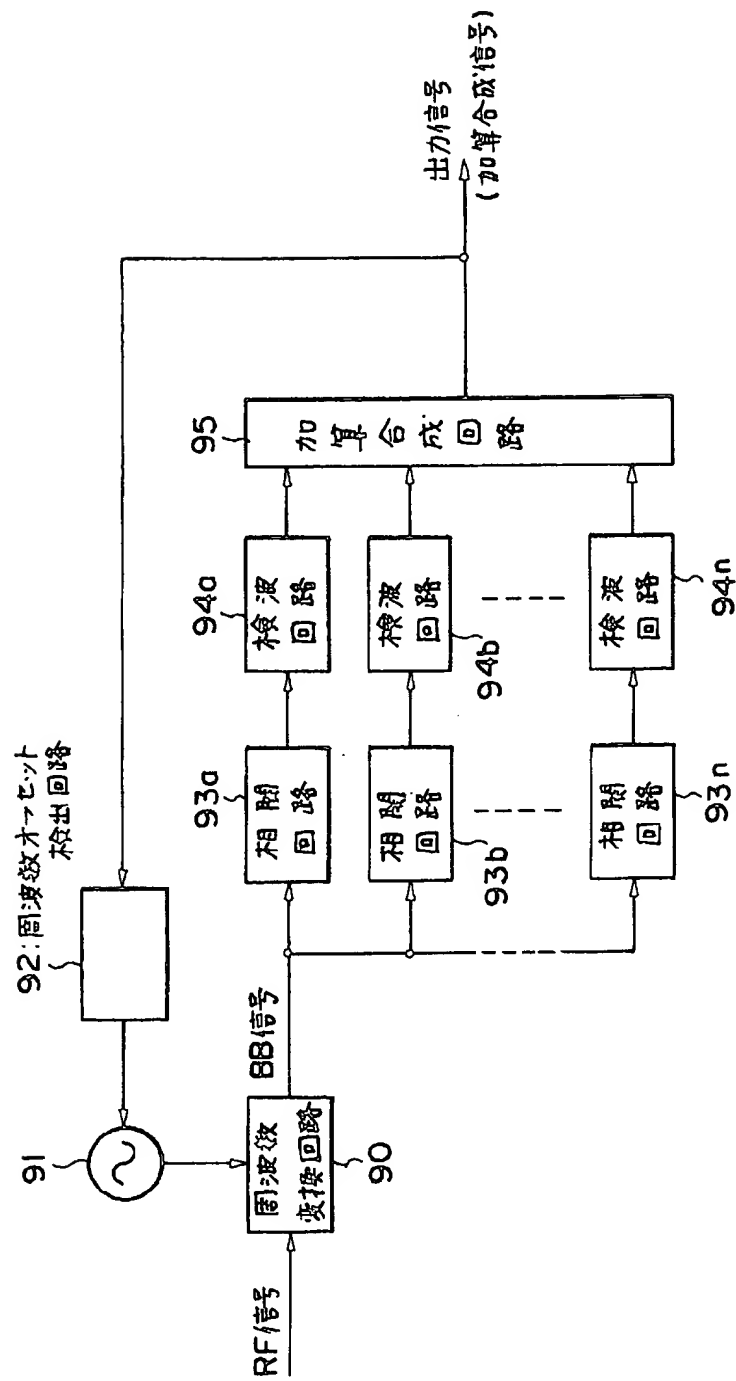 RF信号
周波数
変換回路
90
91
92:周波数オフセット
検出回路
BB信号
相関
回路
93a
相関
回路
93b
相関
回路
93n
検波
回路
94a
検波
回路
94b
検波
回路
94n
加算合成回路
95
出力信号
(加算合成信号)